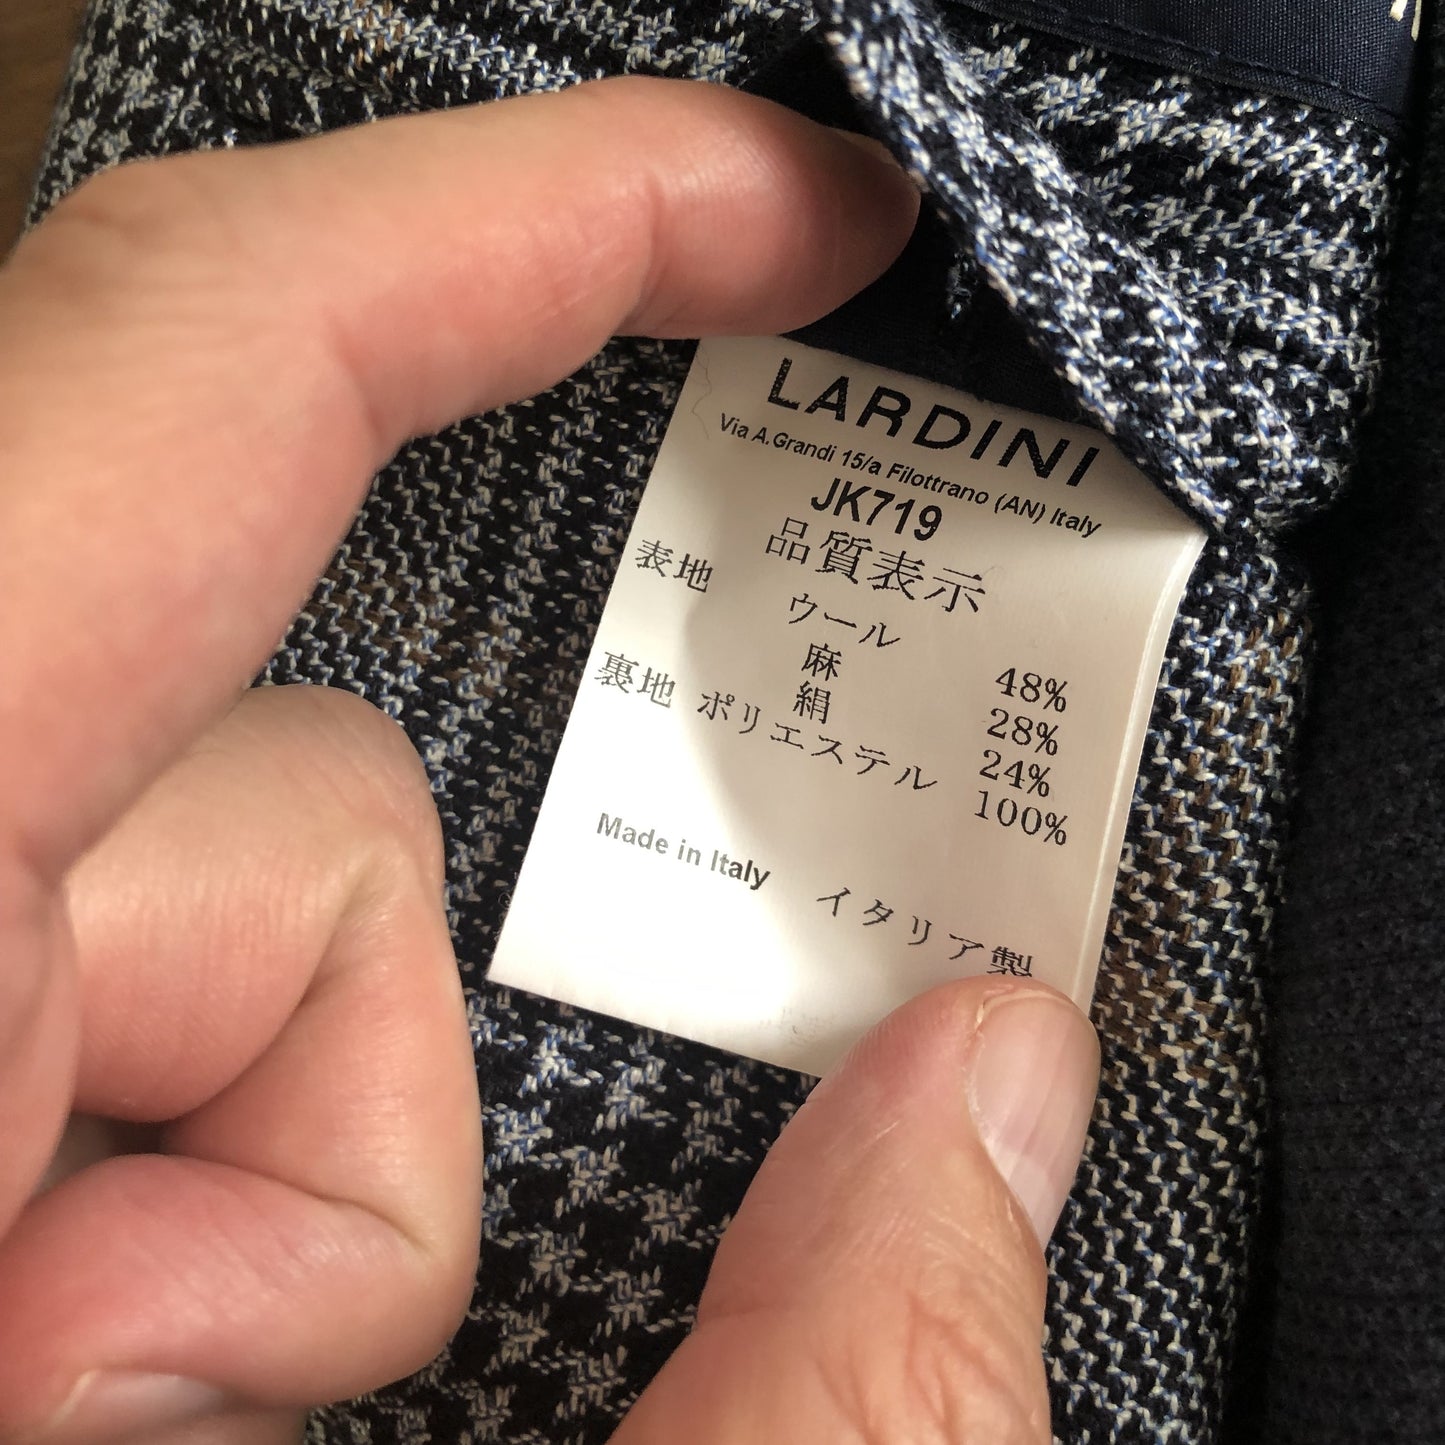 LARDINI
Via A.Grandi 15/a Filottrano (AN) Italy
JK719
品質表示
表地 ウール 48%
麻 28%
絹 24%
裏地 ポリエステル 100%
Made in Italy イタリア製